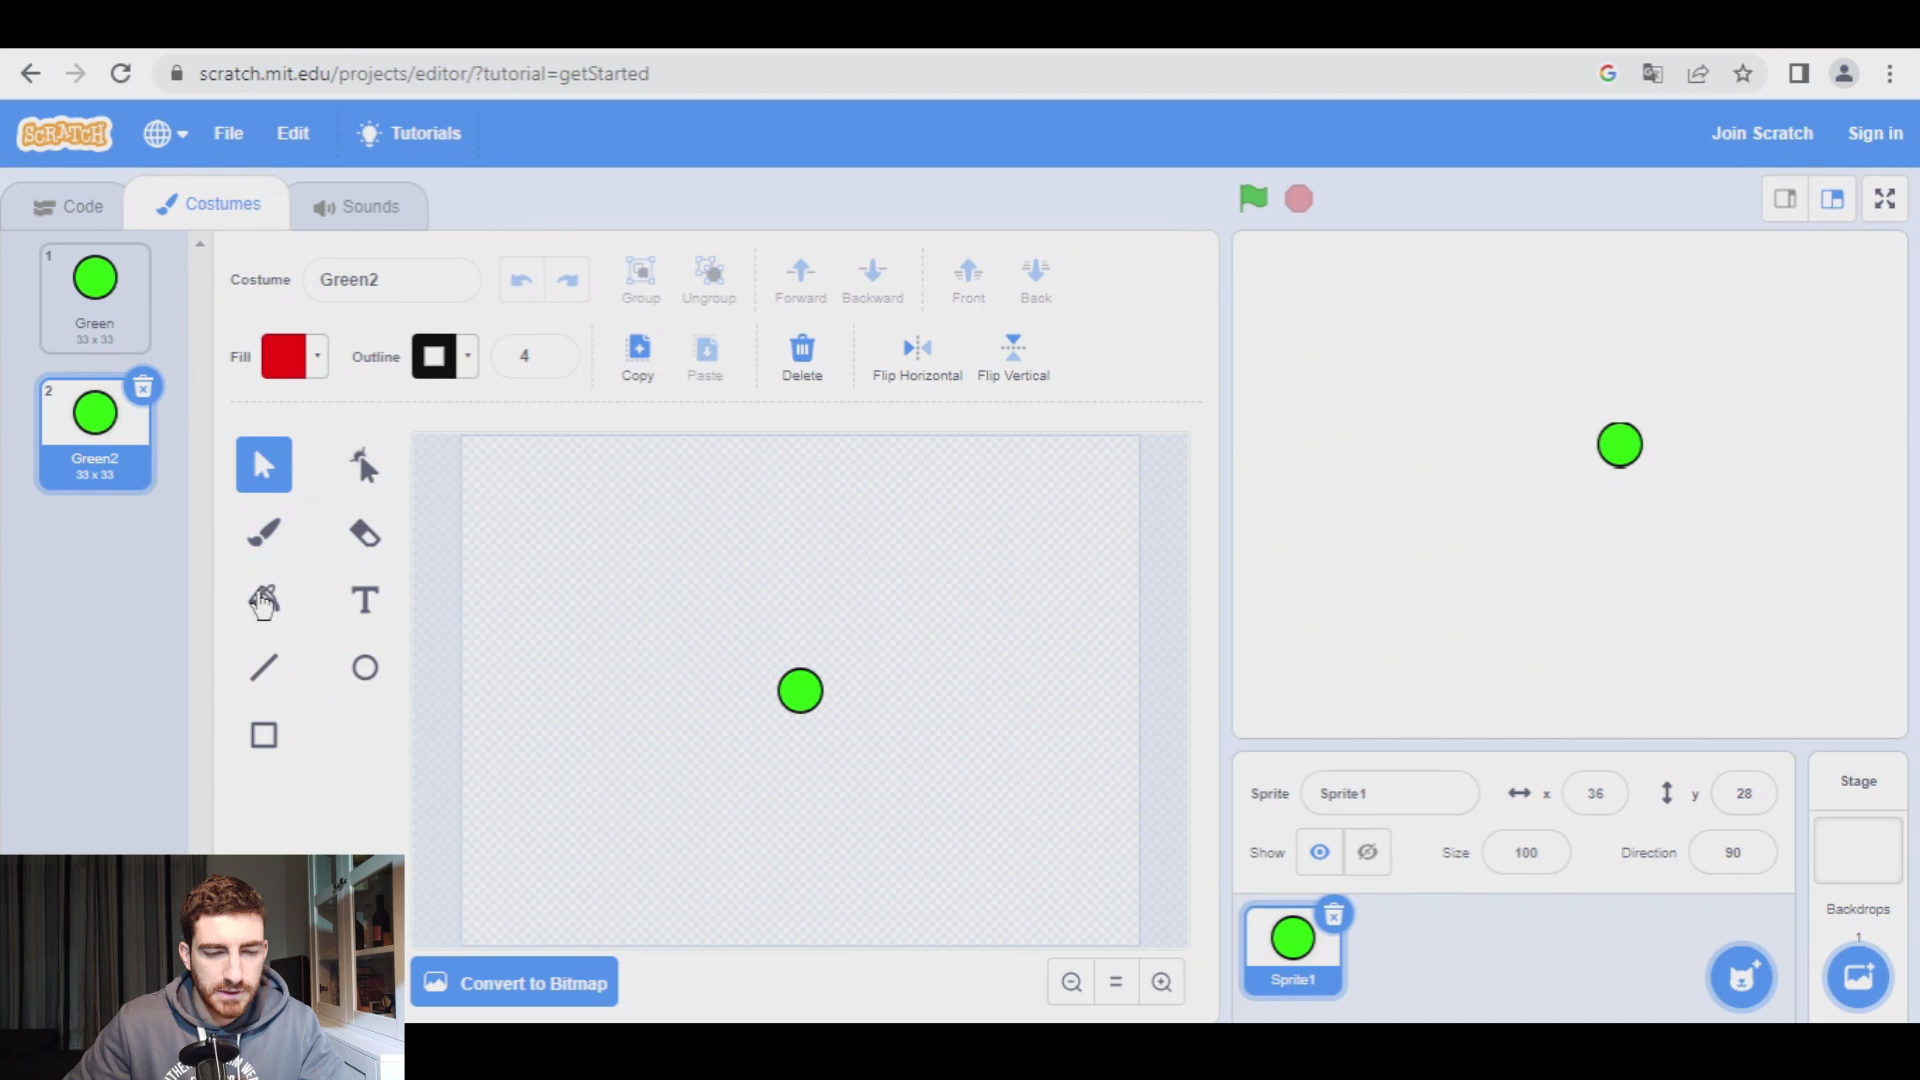 scratch.mit.edu/projects/editor/?tutorial=getStarted
SCRATCH
File
Edit
Tutorials
Join Scratch
Sign in
Code
Costumes
Sounds
1
Green
33 x 33
2
Green2
33 x 33
Costume
Green2
Group
Ungroup
Forward
Backward
Front
Back
Fill
Outline
4
Copy
Paste
Delete
Flip Horizontal
Flip Vertical
T
Convert to Bitmap
Sprite
Sprite1
x
36
y
28
Show
Size
100
Direction
90
Sprite1
Stage
Backdrops
1